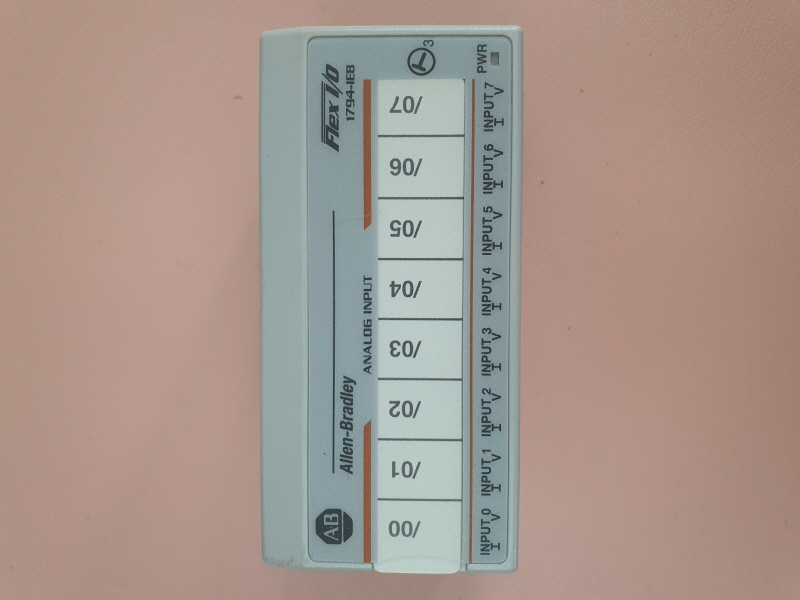 Allen-Bradley
Flex I/O
1794-IE8
ANALOG INPUT
3
/00
/01
/02
/03
/04
/05
/06
/07
INPUT 0 INPUT 1 INPUT 2 INPUT 3 INPUT 4 INPUT 5 INPUT 6 INPUT 7 PWR
I V I V I V I V I V I V I V I V
AB